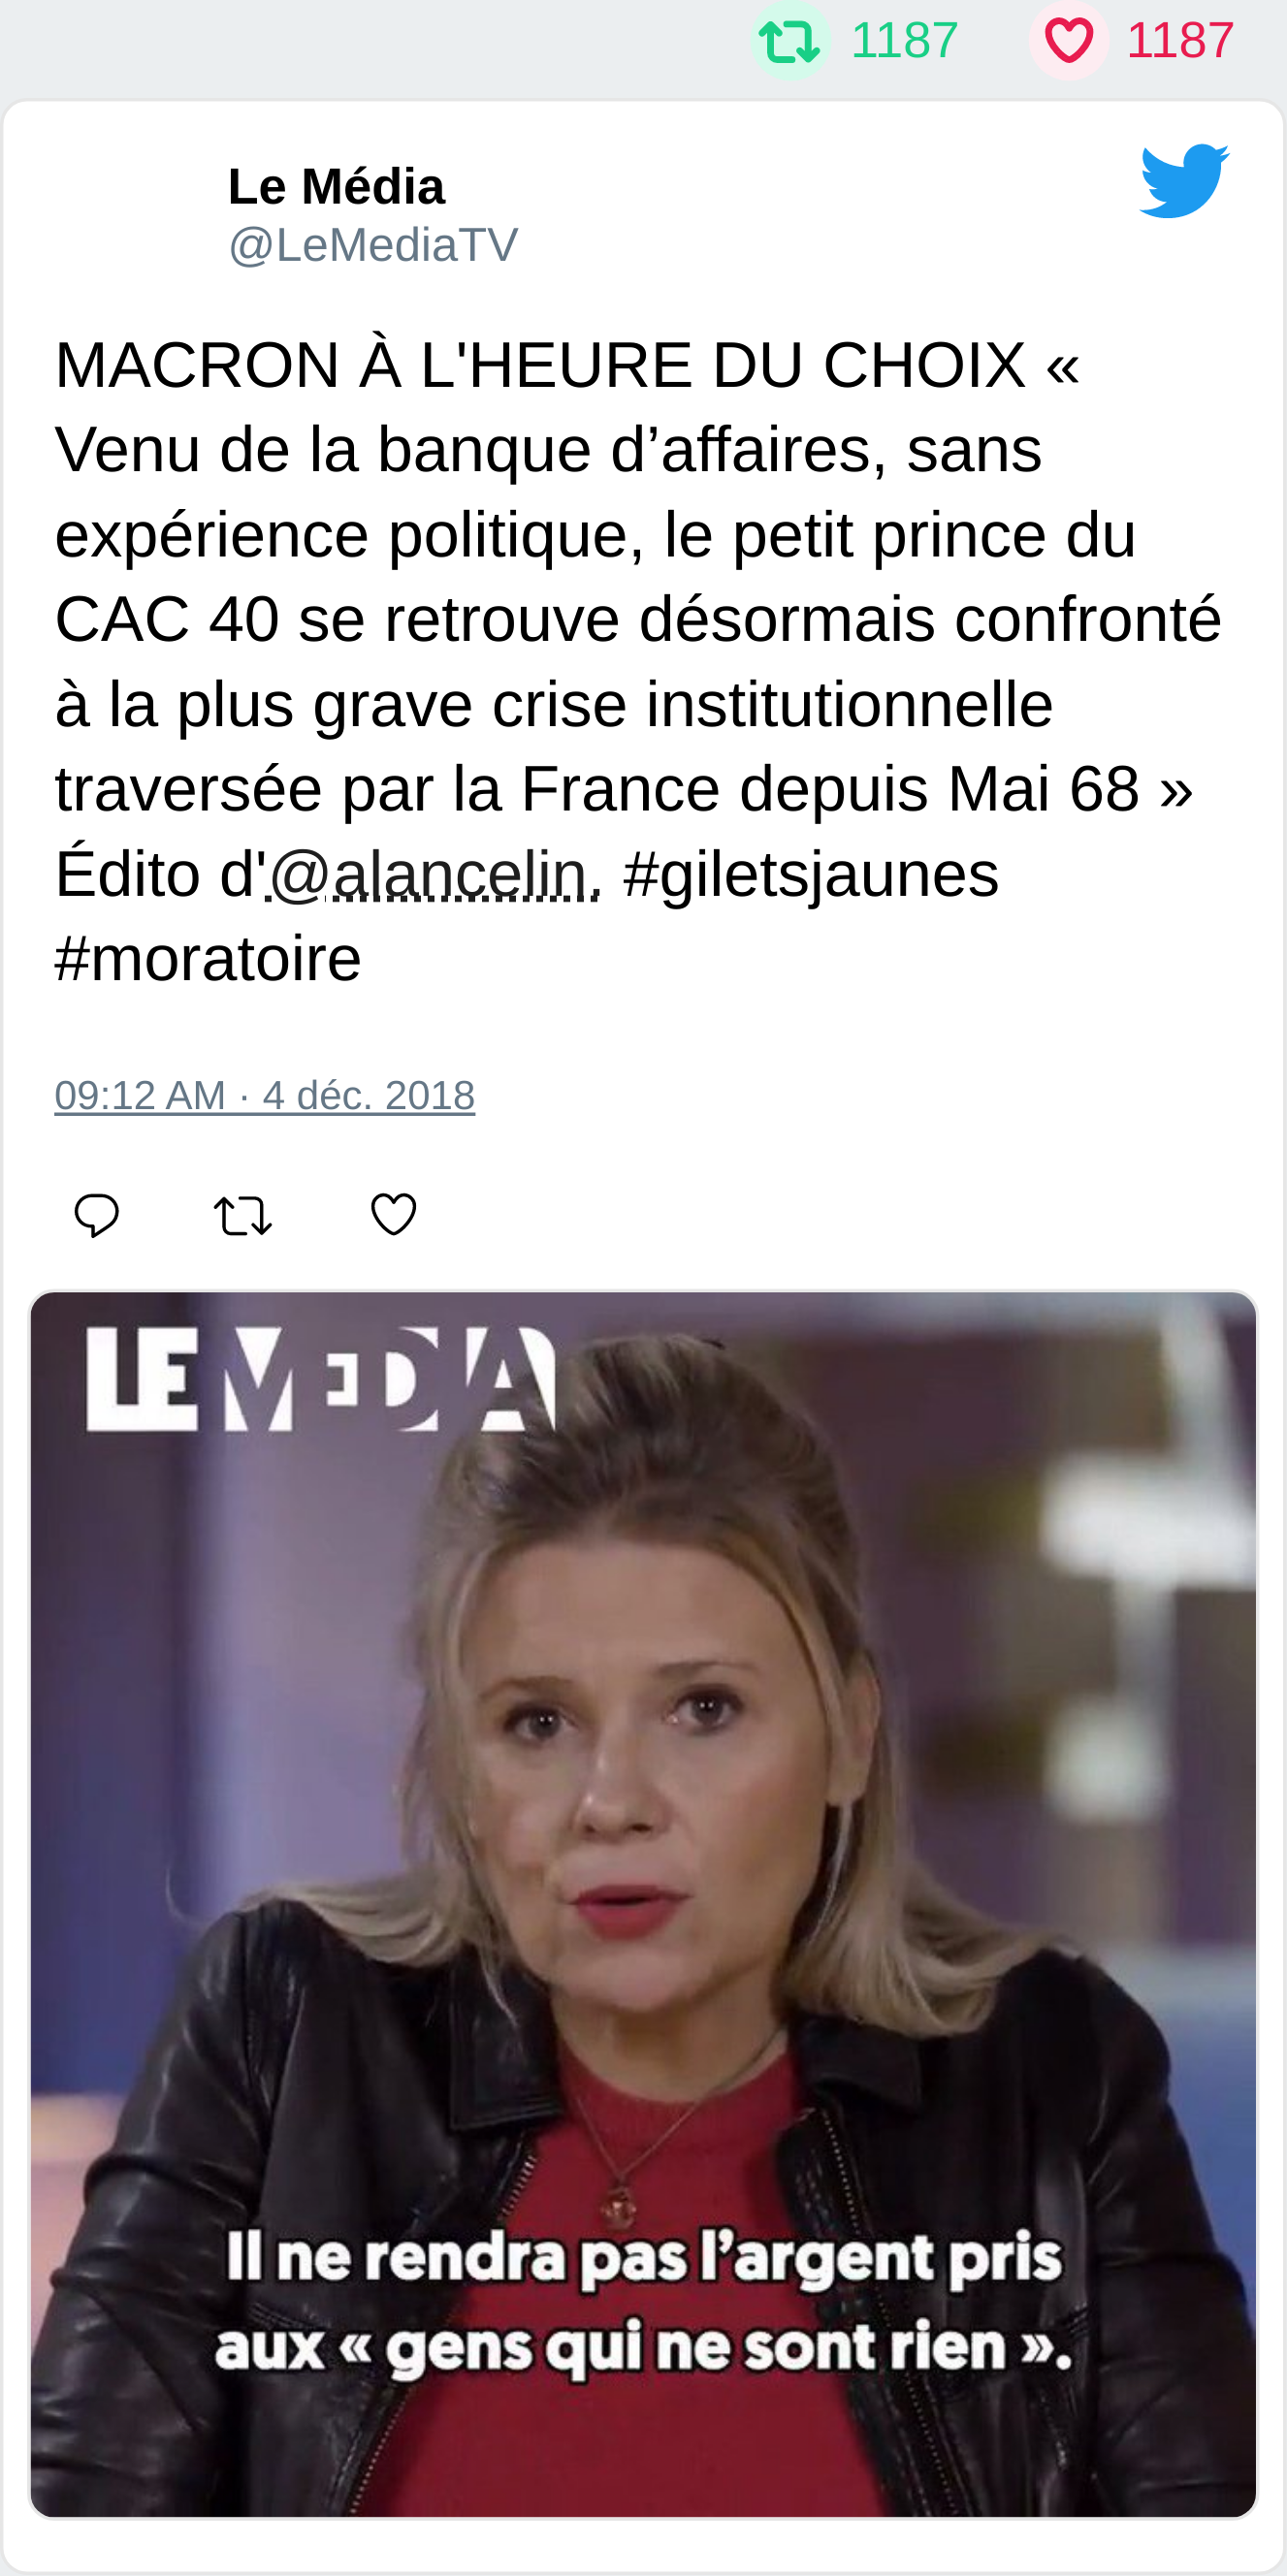 1187 1187
Le Média
@LeMediaTV
MACRON À L'HEURE DU CHOIX «
Venu de la banque d’affaires, sans
expérience politique, le petit prince du
CAC 40 se retrouve désormais confronté
à la plus grave crise institutionnelle
traversée par la France depuis Mai 68 »
Édito d'@alancelin. #giletsjaunes
#moratoire
09:12 AM · 4 déc. 2018
LE MEDIA
Il ne rendra pas l’argent pris
aux « gens qui ne sont rien ».